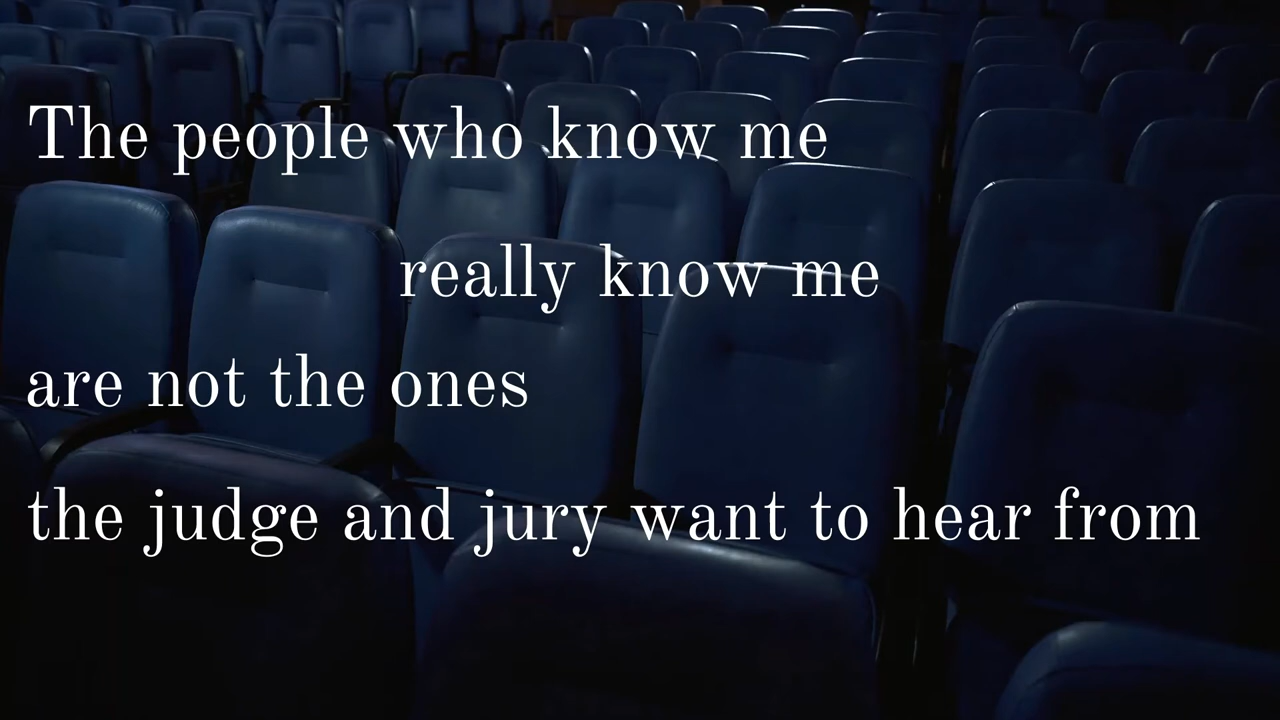 The people who know me
really know me
are not the ones
the judge and jury want to hear from